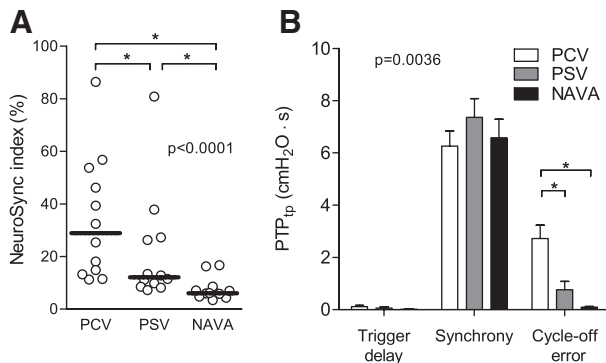 A
NeuroSync index (%)
100
80
60
40
20
0
*
*
*
p<0.0001
PCV
PSV
NAVA
B
PTPtp (cmH2O · s)
10
8
6
4
2
0
p=0.0036
PCV
PSV
NAVA
*
*
Trigger
delay
Synchrony
Cycle-off
error